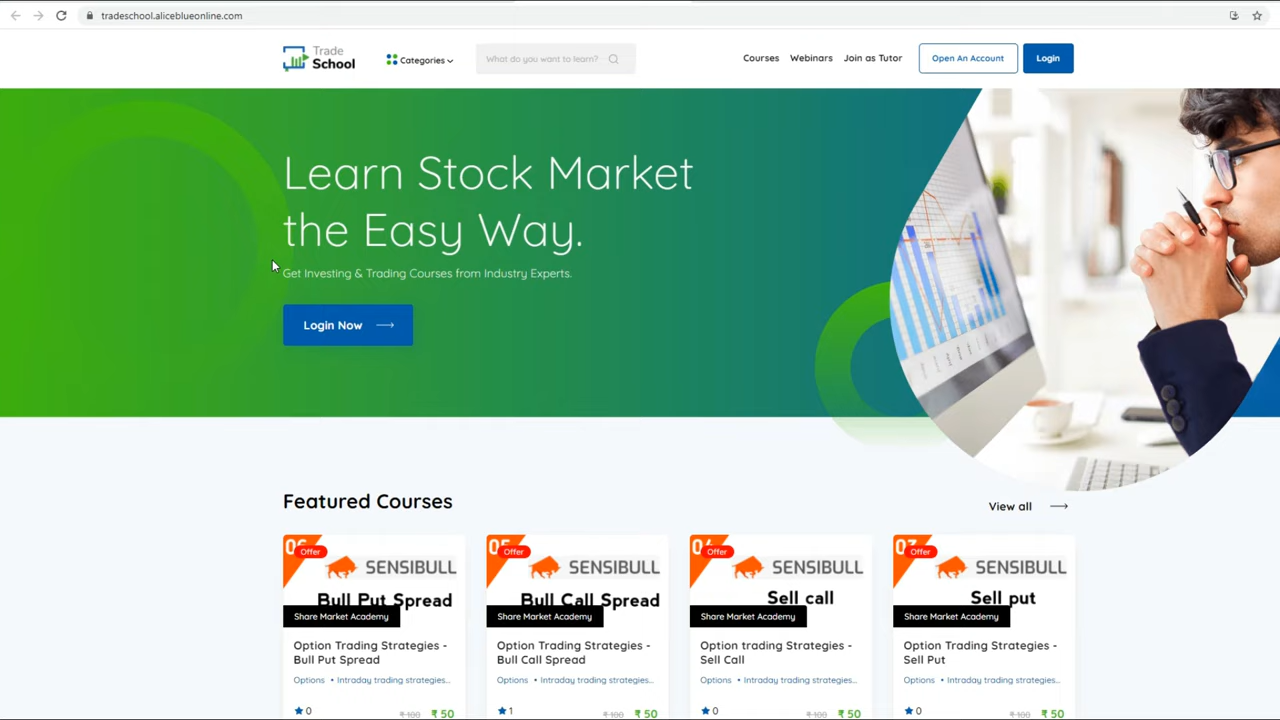 tradeschool.aliceblueonline.com
Trade
School
Categories
What do you want to learn?
Courses
Webinars
Join as Tutor
Open An Account
Login
Learn Stock Market
the Easy Way.
Get Investing & Trading Courses from Industry Experts.
Login Now
Featured Courses
View all
06
Offer
SENSIBULL
Bull Put Spread
Share Market Academy
Option Trading Strategies -
Bull Put Spread
Options • Intraday trading strategies...
0
₹ 100 ₹ 50
05
Offer
SENSIBULL
Bull Call Spread
Share Market Academy
Option Trading Strategies -
Bull Call Spread
Options • Intraday trading strategies...
1
₹ 100 ₹ 50
04
Offer
SENSIBULL
Sell call
Share Market Academy
Option trading Strategies -
Sell Call
Options • Intraday trading strategies...
0
₹ 100 ₹ 50
03
Offer
SENSIBULL
Sell put
Share Market Academy
Option Trading Strategies -
Sell Put
Options • Intraday trading strategies...
0
₹ 100 ₹ 50